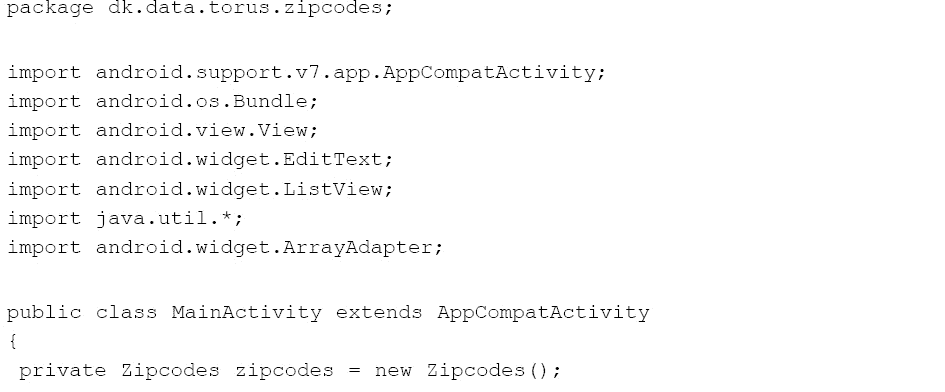 package dk.data.torus.zipcodes;
import android.support.v7.app.AppCompatActivity;
import android.os.Bundle;
import android.view.View;
import android.widget.EditText;
import android.widget.ListView;
import java.util.*;
import android.widget.ArrayAdapter;
public class MainActivity extends AppCompatActivity
{
private Zipcodes zipcodes = new Zipcodes();